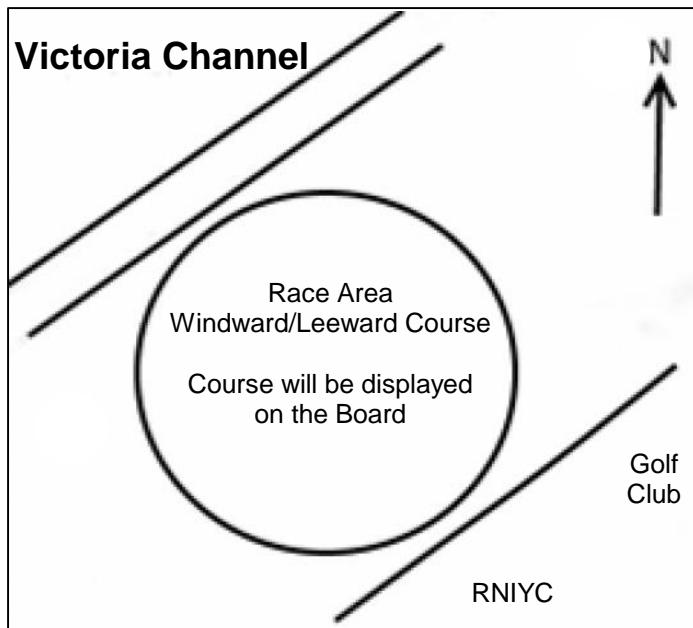 Victoria Channel
N
Race Area
Windward/Leeward Course
Course will be displayed
on the Board
Golf
Club
RNIYC